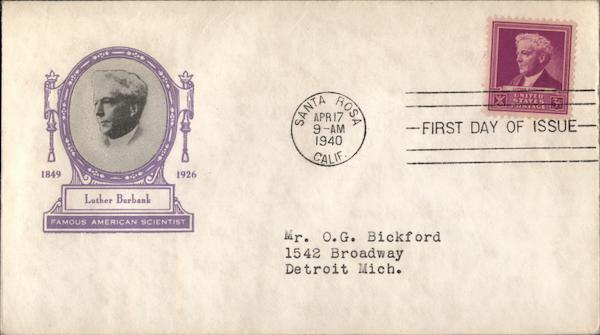 1849 1926
Luther Burbank
FAMOUS AMERICAN SCIENTIST
SANTA ROSA
APR 17
9-AM
1940
CALIF.
FIRST DAY OF ISSUE
UNITED
STATES
POSTAGE
3¢
Mr. O.G. Bickford
1542 Broadway
Detroit Mich.